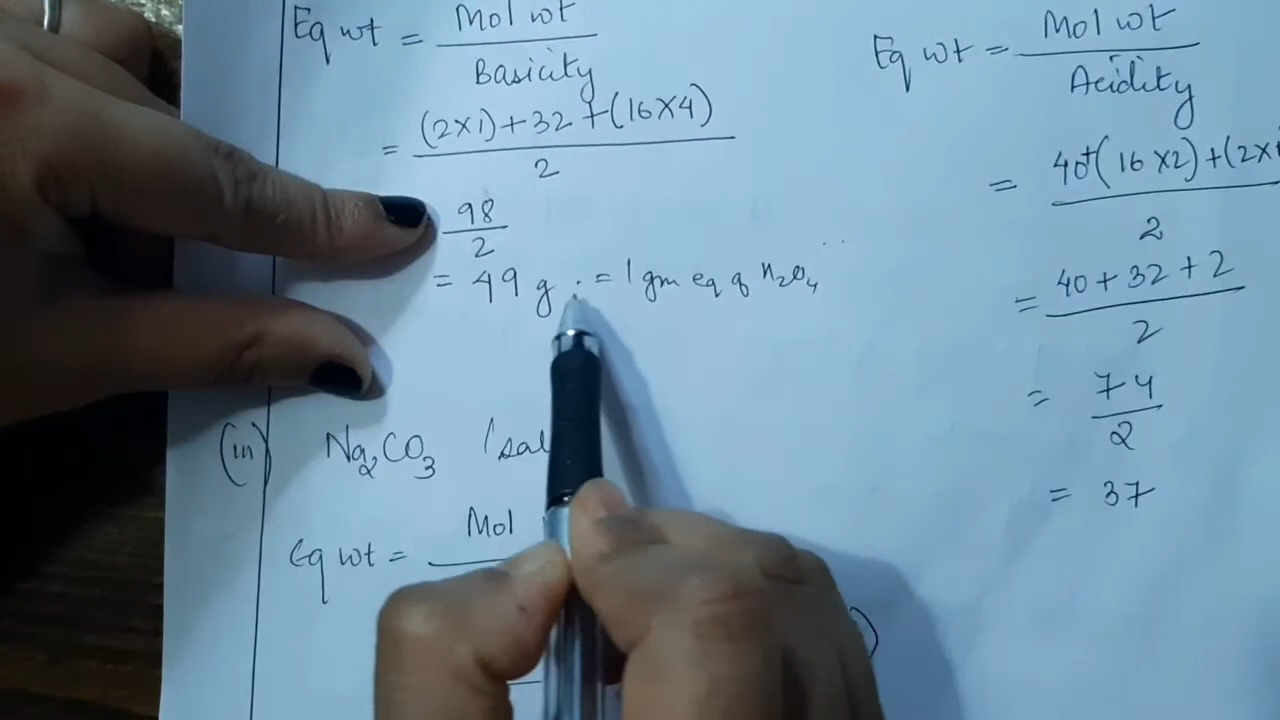 Eq wt = Mol wt
Basicity
= (2×1)+32+(16×4)
2
98
2
= 49 g . = 1 gm eq of H₂O₄
(iii) Na₂CO₃ (sal
Eq wt = Mol
Eq wt = Mol wt
Acidity
= 40+(16×2)+(2×
2
= 40+32+2
2
= 74
2
= 37